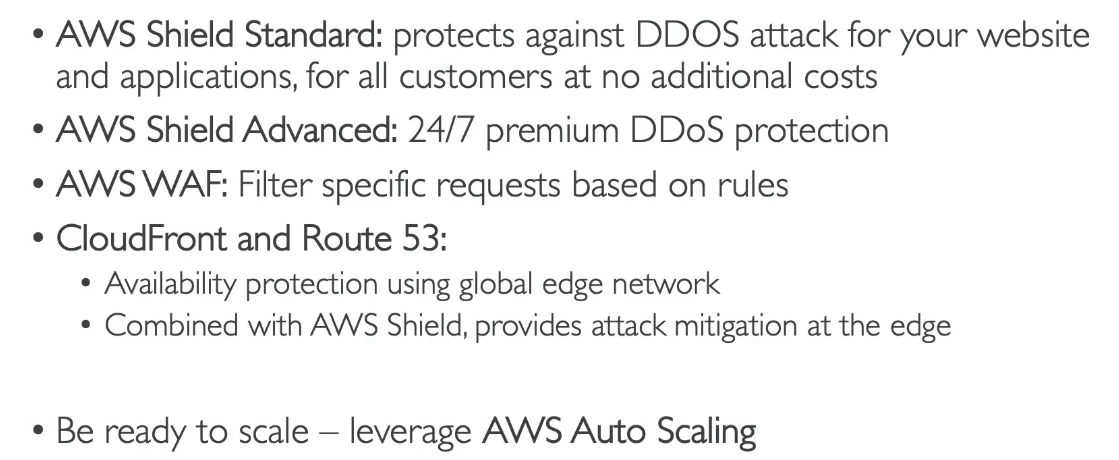 • AWS Shield Standard: protects against DDOS attack for your website
and applications, for all customers at no additional costs
• AWS Shield Advanced: 24/7 premium DDoS protection
• AWS WAF: Filter specific requests based on rules
• CloudFront and Route 53:
• Availability protection using global edge network
• Combined with AWS Shield, provides attack mitigation at the edge
• Be ready to scale – leverage AWS Auto Scaling